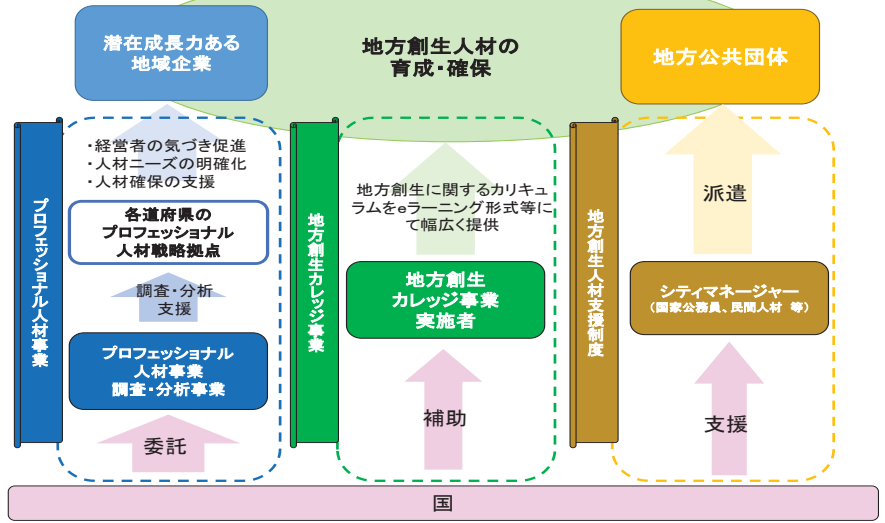 潜在成長力ある
地域企業
地方創生人材の
育成・確保
地方公共団体
プロフェッショナル人材事業
・経営者の気づき促進
・人材ニーズの明確化
・人材確保の支援
各道府県の
プロフェッショナル
人材戦略拠点
調査・分析
支援
プロフェッショナル
人材事業
調査・分析事業
委託
地方創生カレッジ事業
地方創生に関するカリキュ
ラムをeラーニング形式等に
て幅広く提供
地方創生
カレッジ事業
実施者
補助
地方創生人材支援制度
派遣
シティマネージャー
（国家公務員、民間人材 等）
支援
国